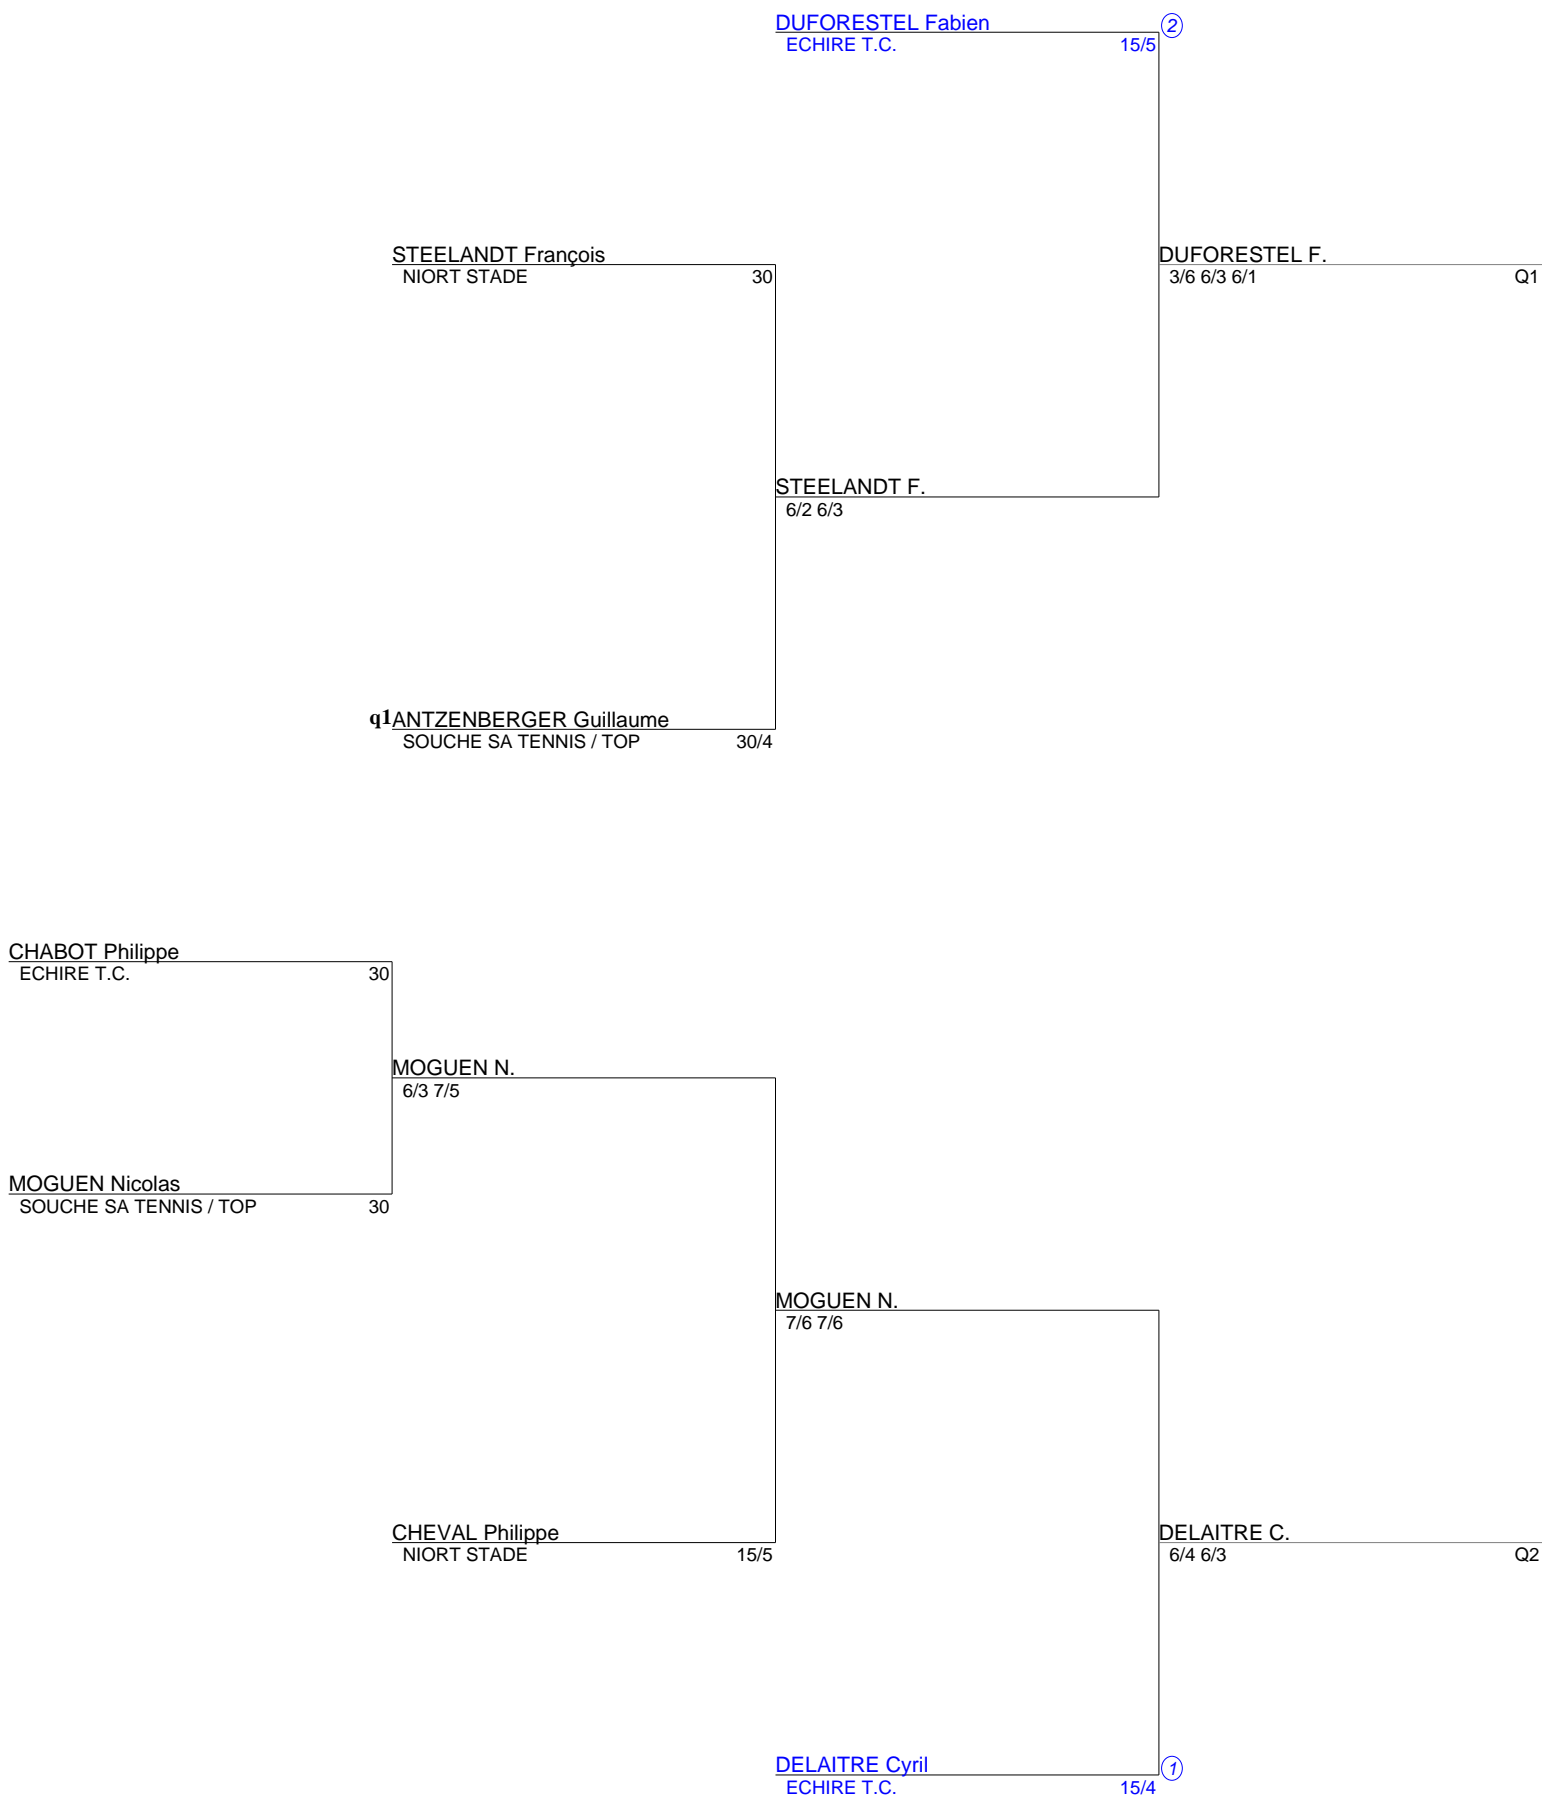 DUFORESTEL Fabien 2
ECHIRE T.C. 15/5
STEELANDT François
NIORT STADE 30
DUFORESTEL F.
3/6 6/3 6/1 Q1
STEELANDT F.
6/2 6/3
q1 ANTZENBERGER Guillaume
SOUCHE SA TENNIS / TOP 30/4
CHABOT Philippe
ECHIRE T.C. 30
MOGUEN N.
6/3 7/5
MOGUEN Nicolas
SOUCHE SA TENNIS / TOP 30
MOGUEN N.
7/6 7/6
CHEVAL Philippe
NIORT STADE 15/5
DELAITRE C.
6/4 6/3 Q2
DELAITRE Cyril 1
ECHIRE T.C. 15/4